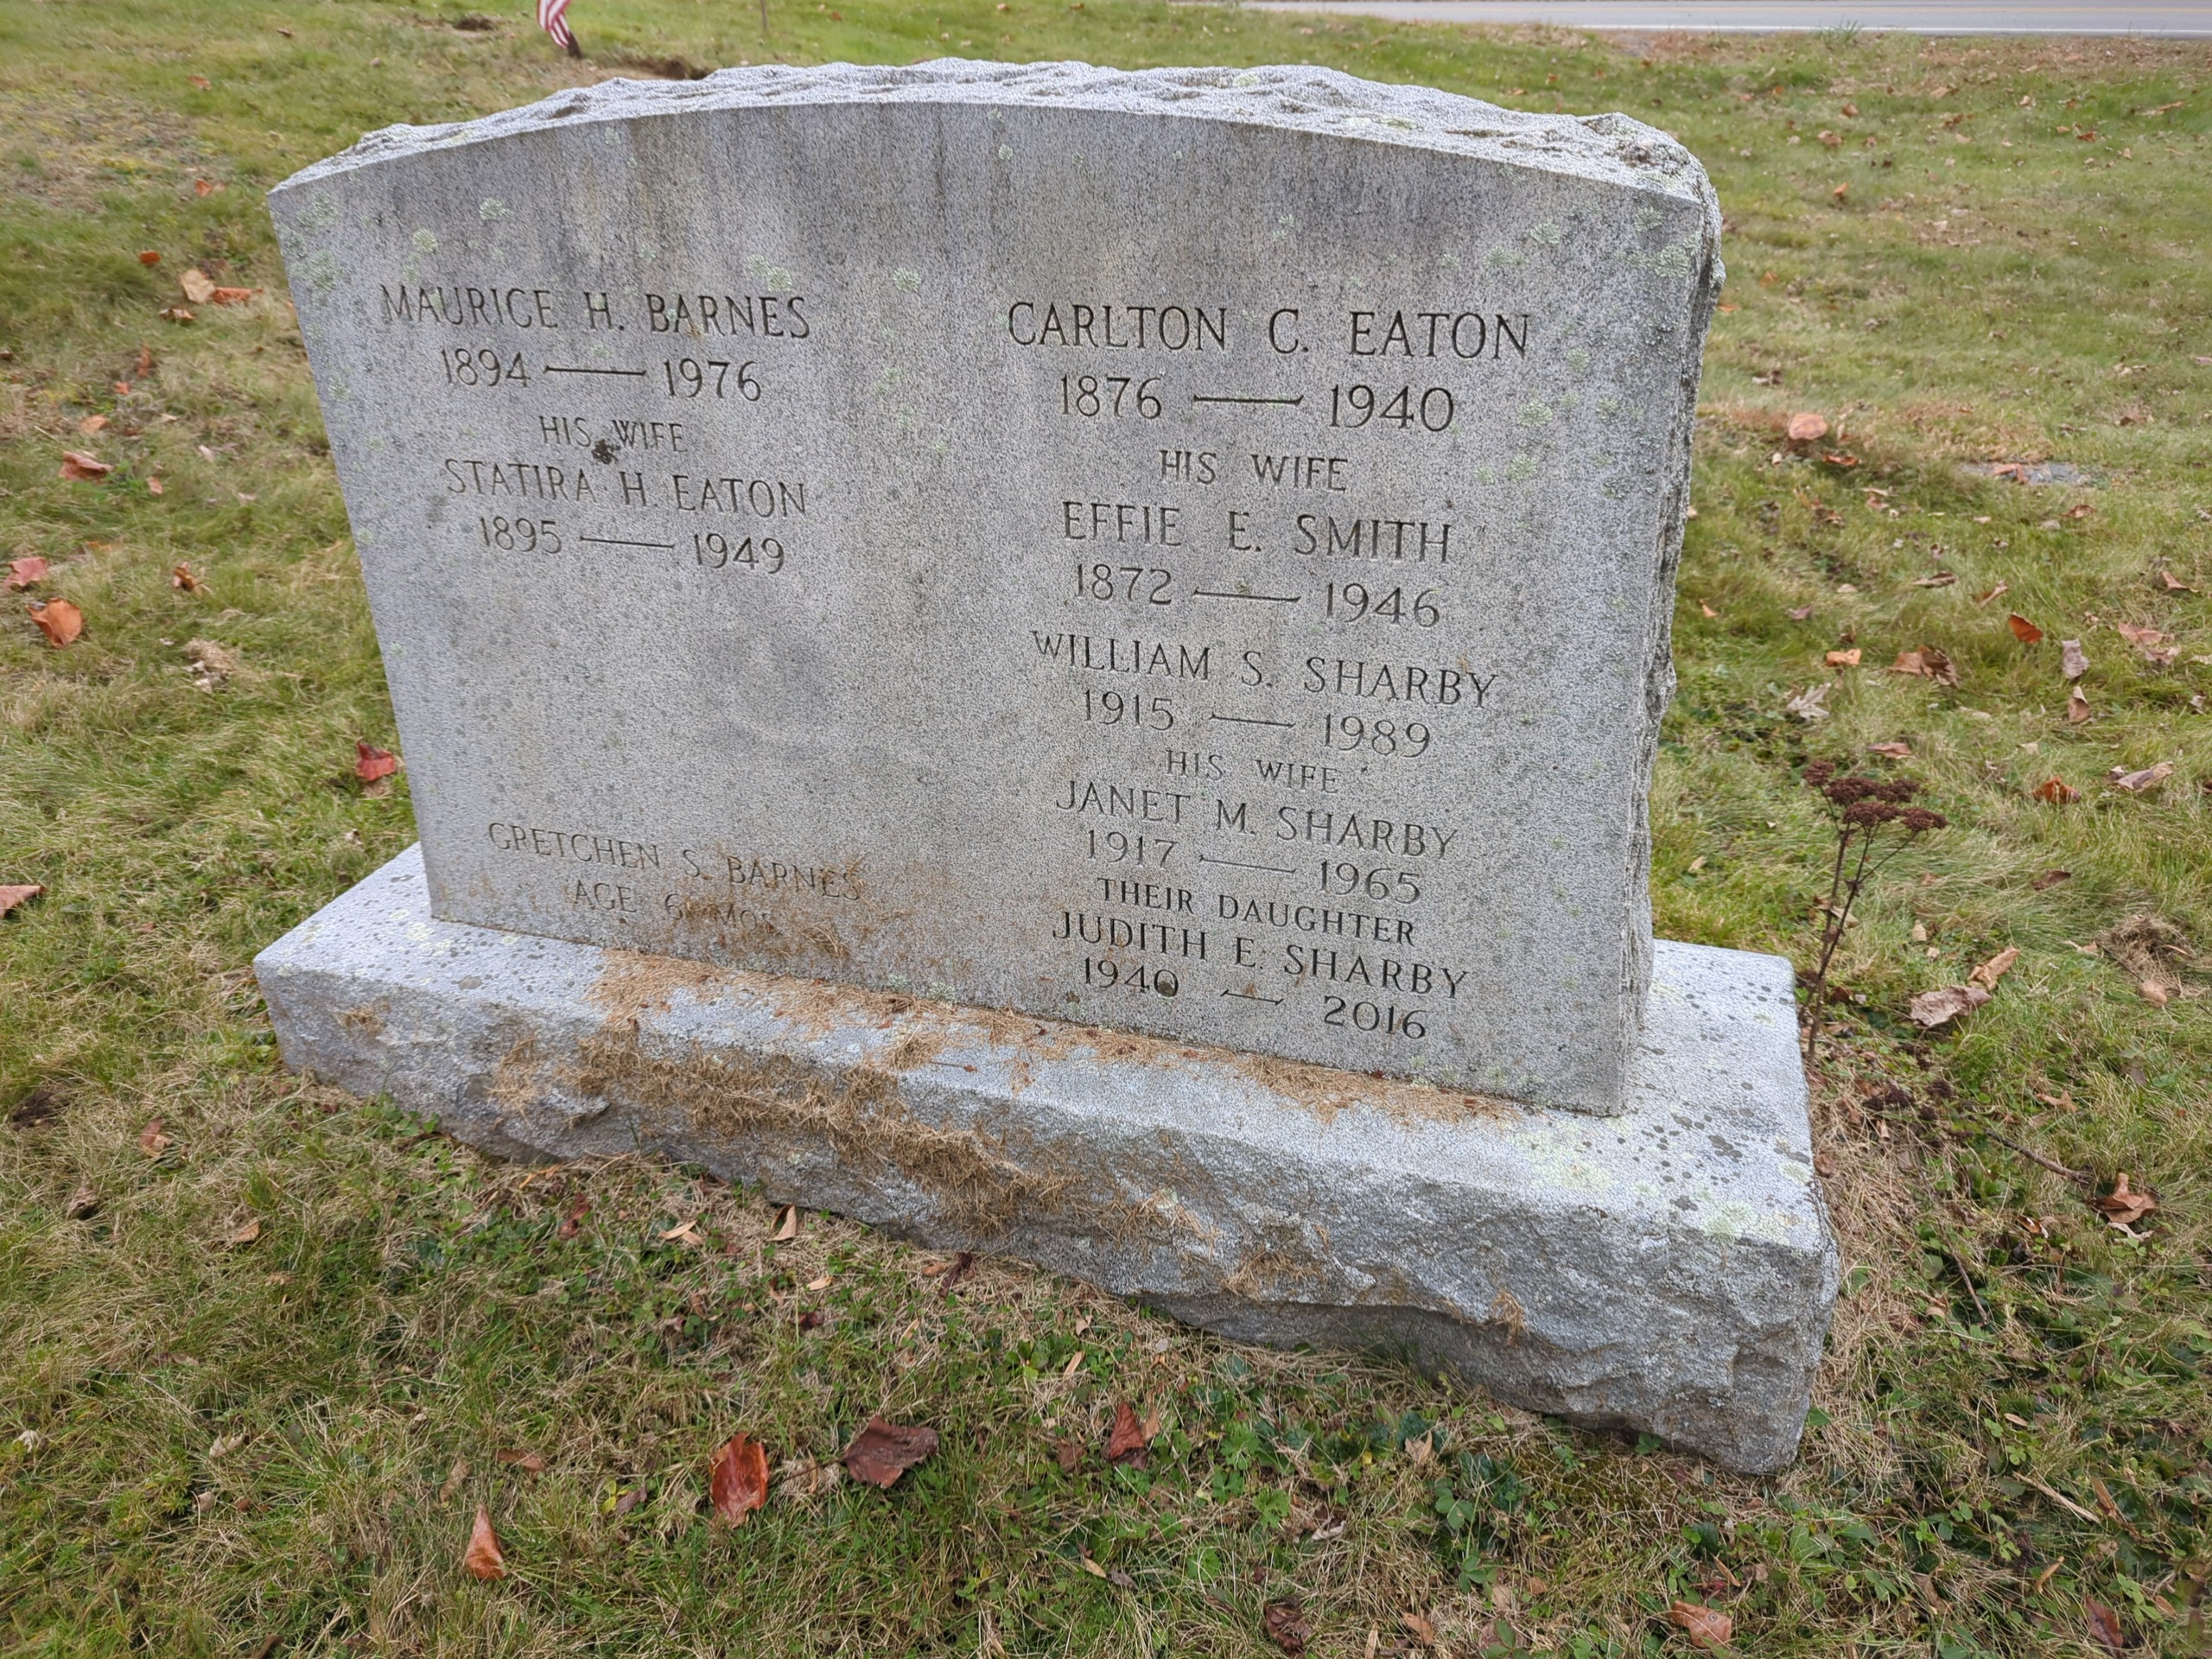 MAURICE H. BARNES
1894 — 1976
HIS WIFE
STATIRA H. EATON
1895 — 1949
GRETCHEN S. BARNES
AGE 6 MOS
CARLTON C. EATON
1876 — 1940
HIS WIFE
EFFIE E. SMITH
1872 — 1946
WILLIAM S. SHARBY
1915 — 1989
HIS WIFE
JANET M. SHARBY
1917 — 1965
THEIR DAUGHTER
JUDITH E. SHARBY
1940 — 2016